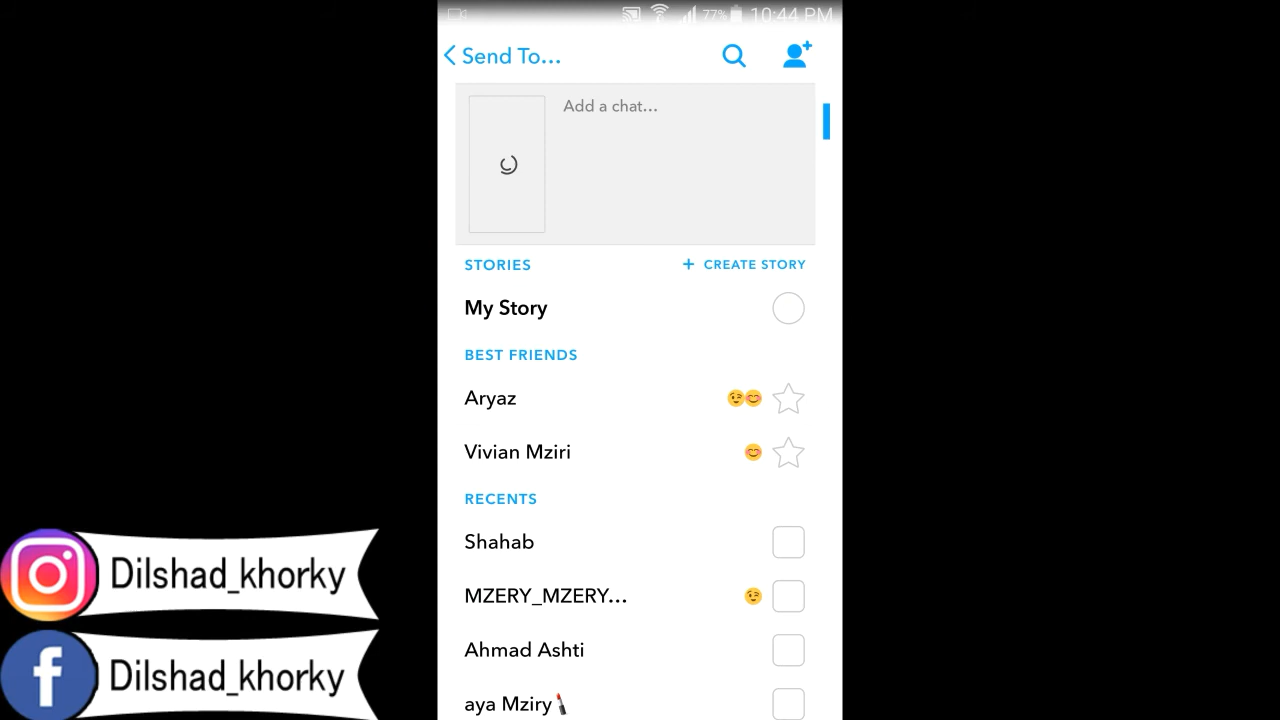 77% 10:44 PM
Send To...
Add a chat...
STORIES
+ CREATE STORY
My Story
BEST FRIENDS
Aryaz 😉😊
Vivian Mziri 😊
RECENTS
Shahab
MZERY_MZERY... 😉
Ahmad Ashti
aya Mziry💄
Dilshad_khorky
Dilshad_khorky